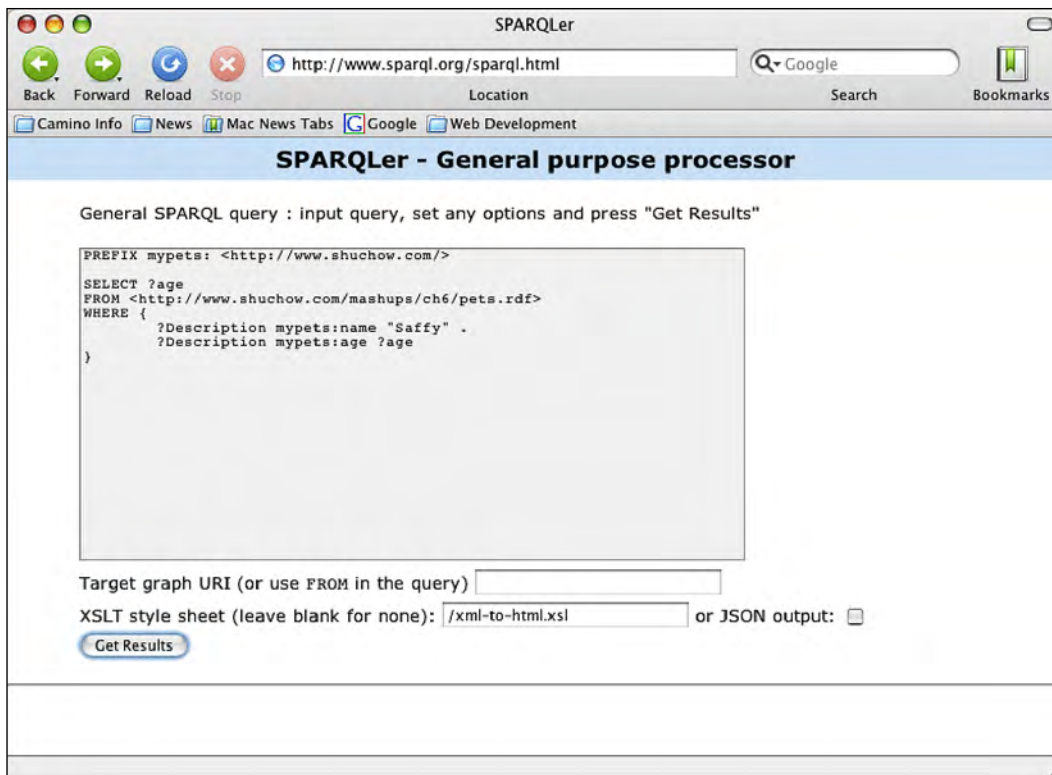 SPARQLer
http://www.sparql.org/sparql.html
Google
Back Forward Reload Stop Location Search Bookmarks
Camino Info News Mac News Tabs Google Web Development
SPARQLer - General purpose processor
General SPARQL query : input query, set any options and press "Get Results"
PREFIX mypets: <http://www.shuchow.com/>
SELECT ?age
FROM <http://www.shuchow.com/mashups/ch6/pets.rdf>
WHERE {
?Description mypets:name "Saffy" .
?Description mypets:age ?age
}
Target graph URI (or use FROM in the query)
XSLT style sheet (leave blank for none): /xml-to-html.xsl or JSON output:
Get Results